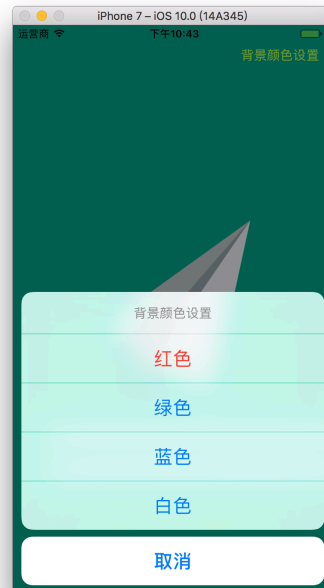 iPhone 7 – iOS 10.0 (14A345)
运营商 下午10:43
背景颜色设置
背景颜色设置
红色
绿色
蓝色
白色
取消